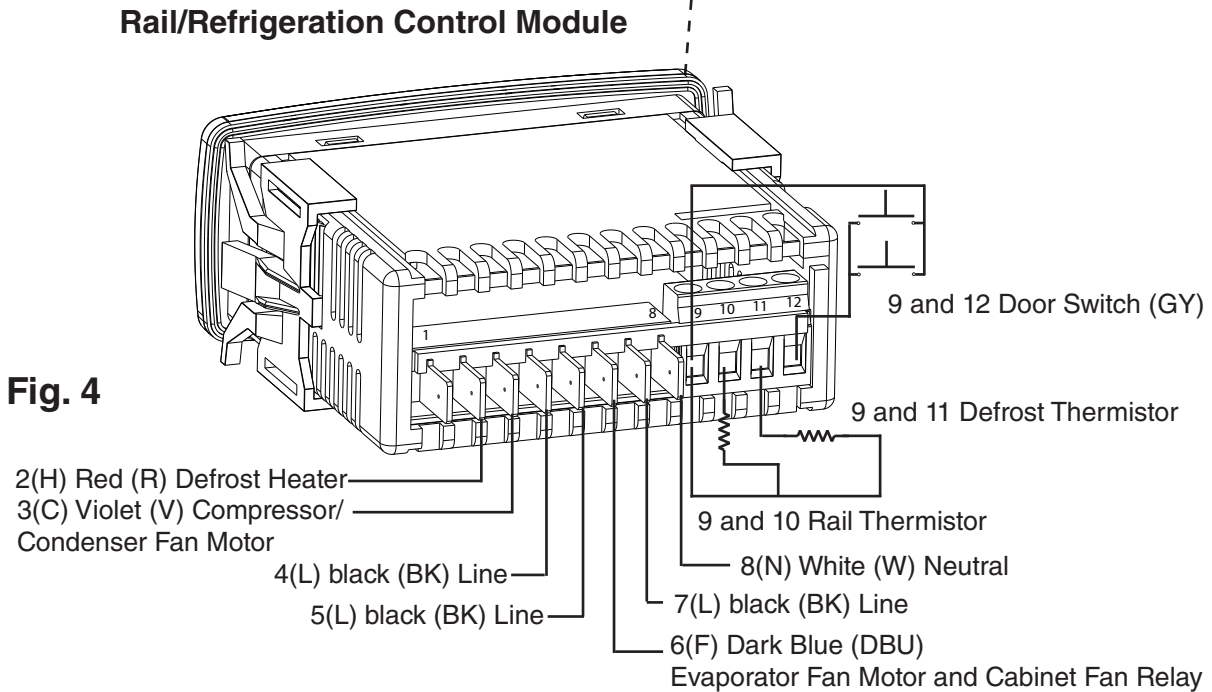 Rail/Refrigeration Control Module
1
8
9
10
11
12
9 and 12 Door Switch (GY)
Fig. 4
9 and 11 Defrost Thermistor
2(H) Red (R) Defrost Heater
3(C) Violet (V) Compressor/
Condenser Fan Motor
9 and 10 Rail Thermistor
4(L) black (BK) Line
8(N) White (W) Neutral
5(L) black (BK) Line
7(L) black (BK) Line
6(F) Dark Blue (DBU)
Evaporator Fan Motor and Cabinet Fan Relay